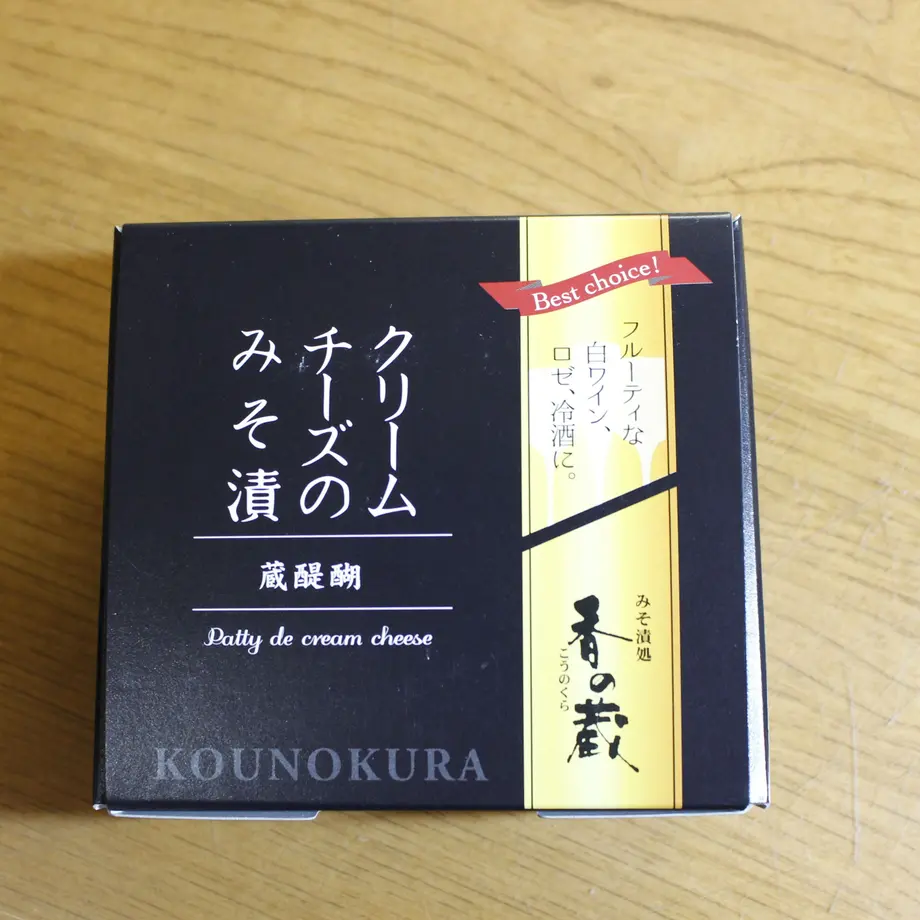 クリーム
チーズの
みそ漬
蔵醍醐
Patty de cream cheese
KOUNOKURA
Best choice!
フルーティな
白ワイン、
ロゼ、冷酒に。
みそ漬処
香の蔵
こうのくら